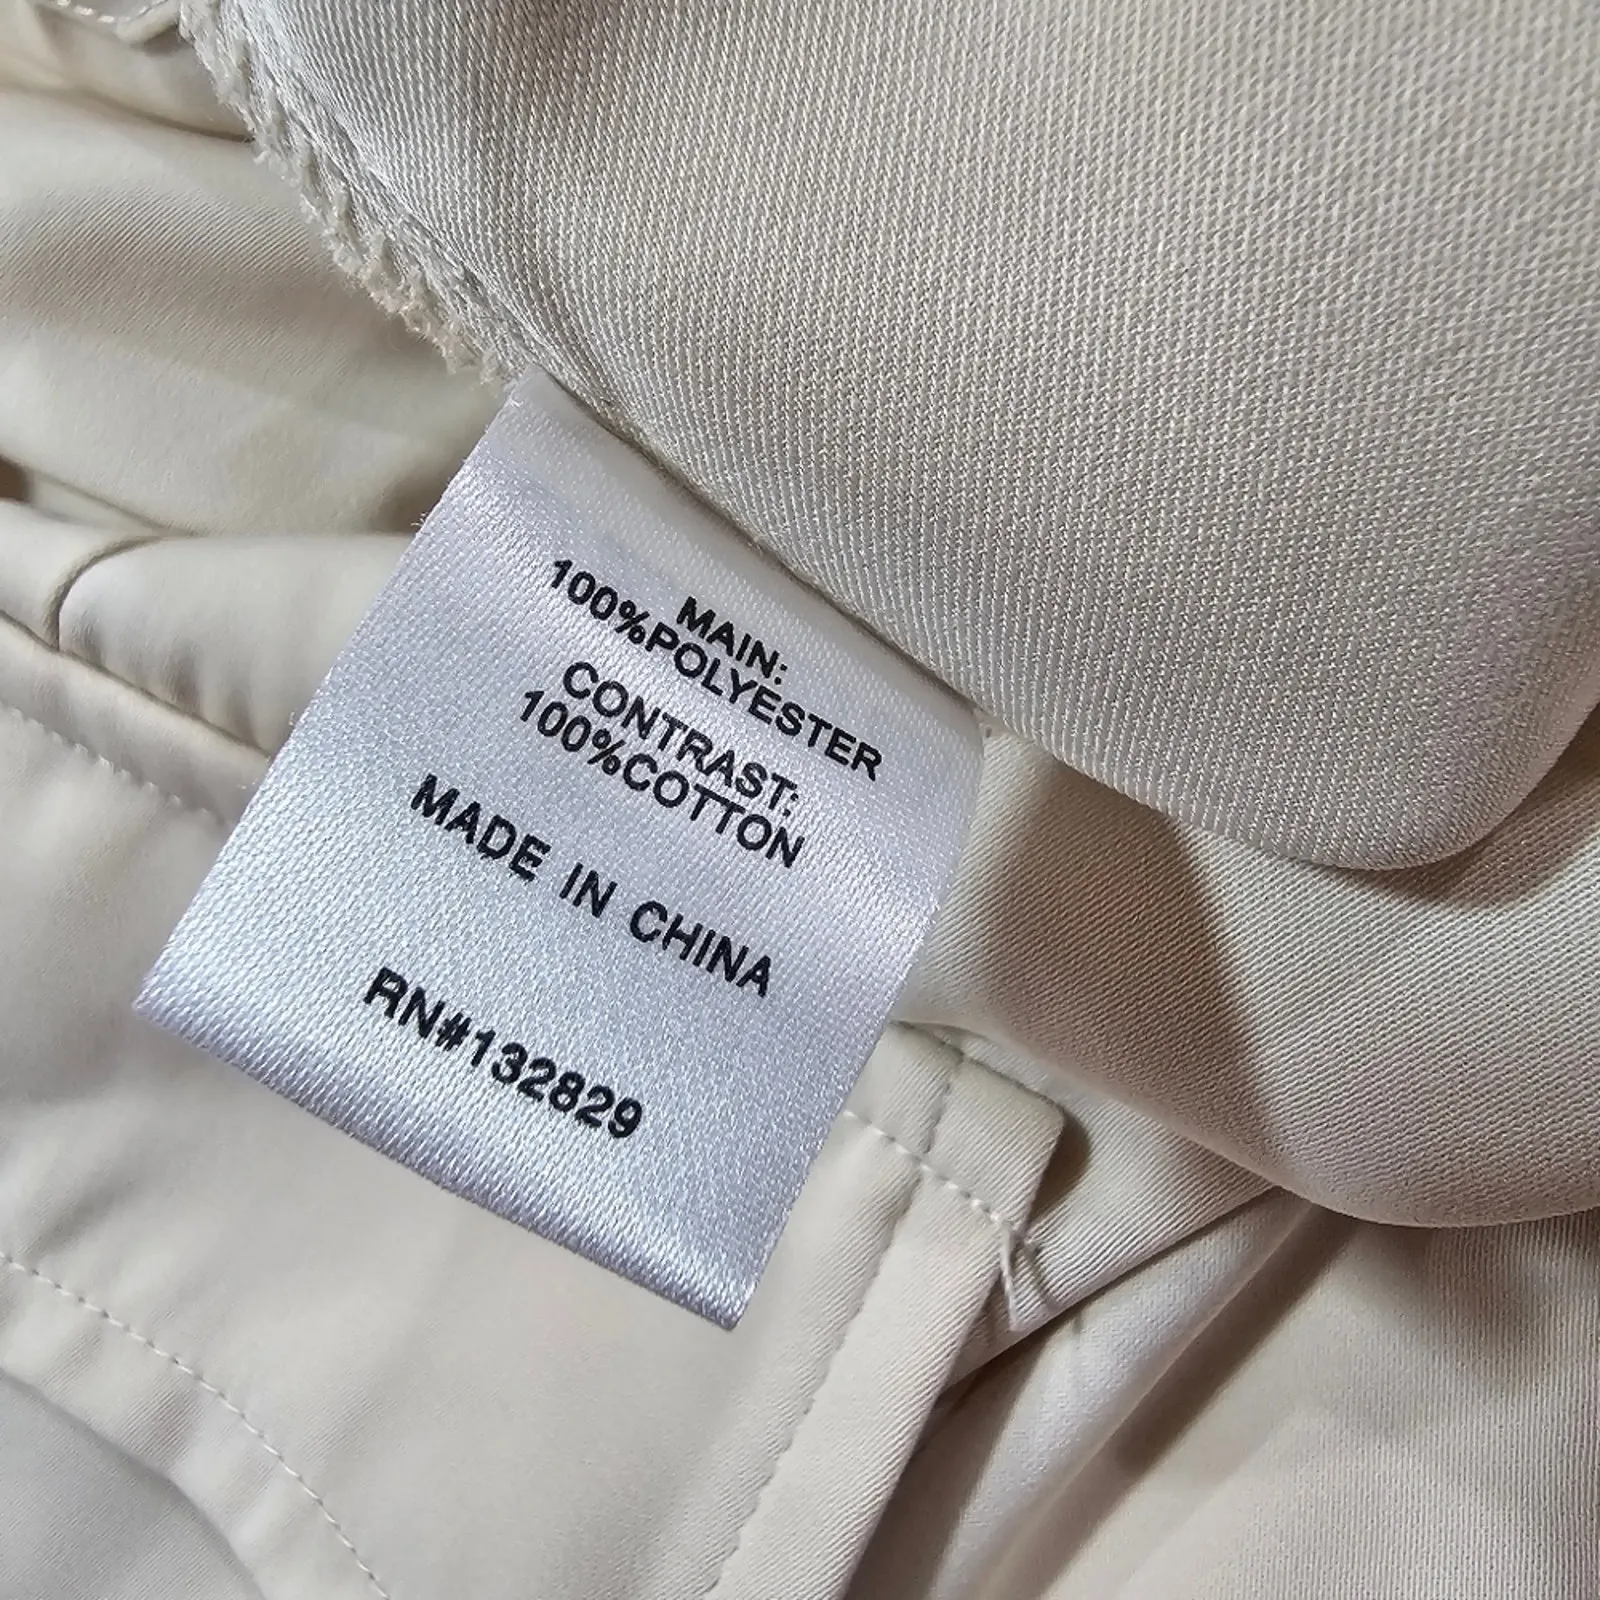 MAIN:
100%POLYESTER
CONTRAST:
100%COTTON
MADE IN CHINA
RN#132829